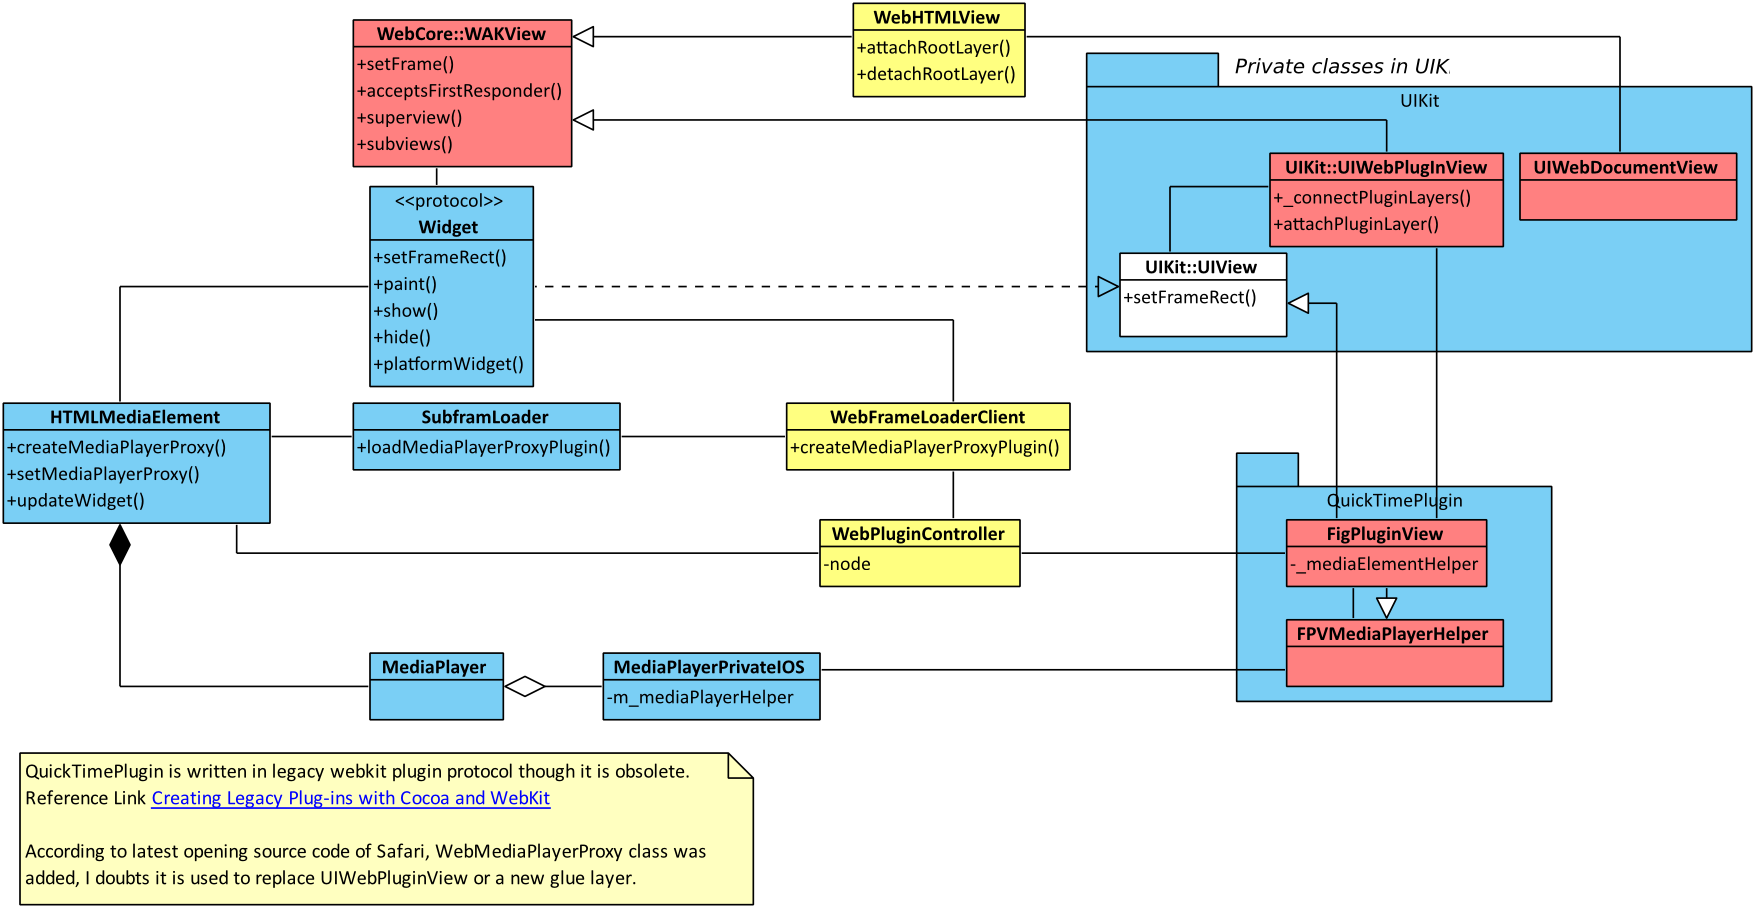 WebHTMLView
+attachRootLayer()
+detachRootLayer()
WebCore::WAKView
+setFrame()
+acceptsFirstResponder()
+superview()
+subviews()
Private classes in UIK
UIKit
UIKit::UIWebPlugInView
+_connectPluginLayers()
+attachPluginLayer()
UIWebDocumentView
<<protocol>>
Widget
+setFrameRect()
+paint()
+show()
+hide()
+platformWidget()
UIKit::UIView
+setFrameRect()
HTMLMediaElement
+createMediaPlayerProxy()
+setMediaPlayerProxy()
+updateWidget()
SubframLoader
+loadMediaPlayerProxyPlugin()
WebFrameLoaderClient
+createMediaPlayerProxyPlugin()
WebPluginController
-node
QuickTimePlugin
FigPluginView
-_mediaElementHelper
FPVMediaPlayerHelper
MediaPlayer
MediaPlayerPrivateIOS
-m_mediaPlayerHelper
QuickTimePlugin is written in legacy webkit plugin protocol though it is obsolete.
Reference Link Creating Legacy Plug-ins with Cocoa and WebKit
According to latest opening source code of Safari, WebMediaPlayerProxy class was
added, I doubts it is used to replace UIWebPluginView or a new glue layer.